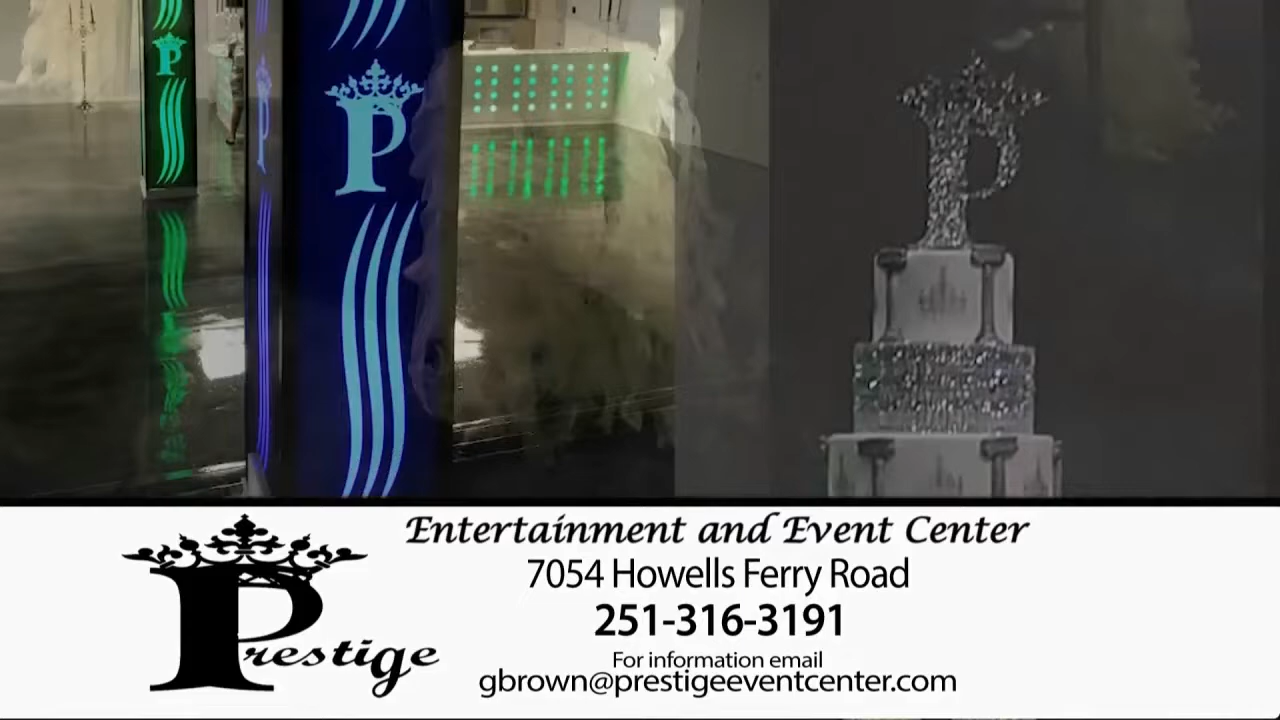 P
P
P
P
Prestige
Entertainment and Event Center
7054 Howells Ferry Road
251-316-3191
For information email
gbrown@prestigeeventcenter.com